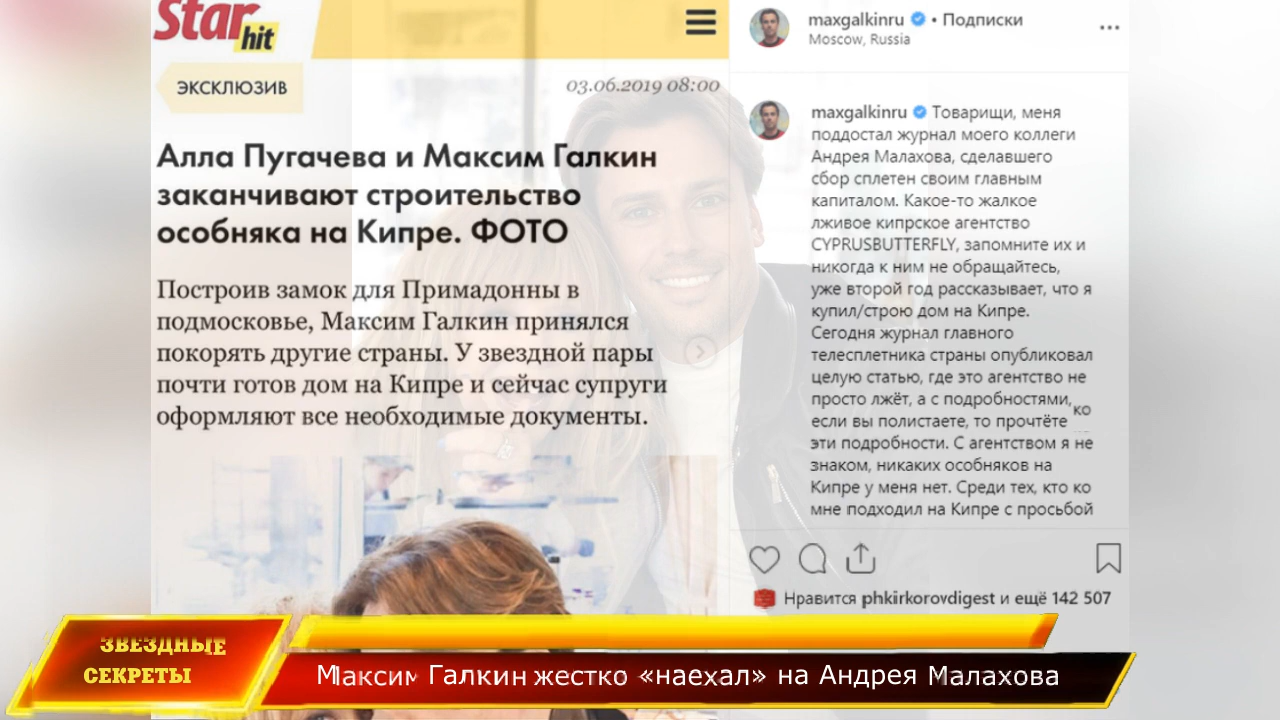 Star
hit
ЭКСКЛЮЗИВ
03.06.2019 08:00
Алла Пугачева и Максим Галкин
заканчивают строительство
особняка на Кипре. ФОТО
Построив замок для Примадонны в
подмосковье, Максим Галкин принялся
покорять другие страны. У звездной пары
почти готов дом на Кипре и сейчас супруги
оформляют все необходимые документы.
maxgalkinru • Подписки
Moscow, Russia
maxgalkinru Товарищи, меня
поддостал журнал моего коллеги
Андрея Малахова, сделавшего
сбор сплетен своим главным
капиталом. Какое-то жалкое
лживое кипрское агентство
CYPRUSBUTTERFLY, запомните их и
никогда к ним не обращайтесь,
уже второй год рассказывает, что я
купил/строю дом на Кипре.
Сегодня журнал главного
телесплетника страны опубликовал
целую статью, где это агентство не
просто лжёт, а с подробностями,
ко
если вы полистаете, то прочтёте
эти подробности. С агентством я не
знаком, никаких особняков на
Кипре у меня нет. Среди тех, кто ко
мне подходил на Кипре с просьбой
Нравится phkirkorovdigest и ещё 142 507
ЗВЕЗДНЫЕ
СЕКРЕТЫ
Максим Галкин жестко «наехал» на Андрея Малахова